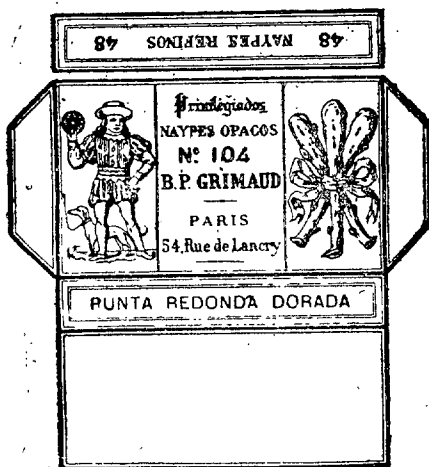 48 NAYPES REFINOS 48
Privilegiados
NAYPES OPACOS
Nº 104
B.P. GRIMAUD
PARIS
54, Rue de Lancry
PUNTA REDONDA DORADA